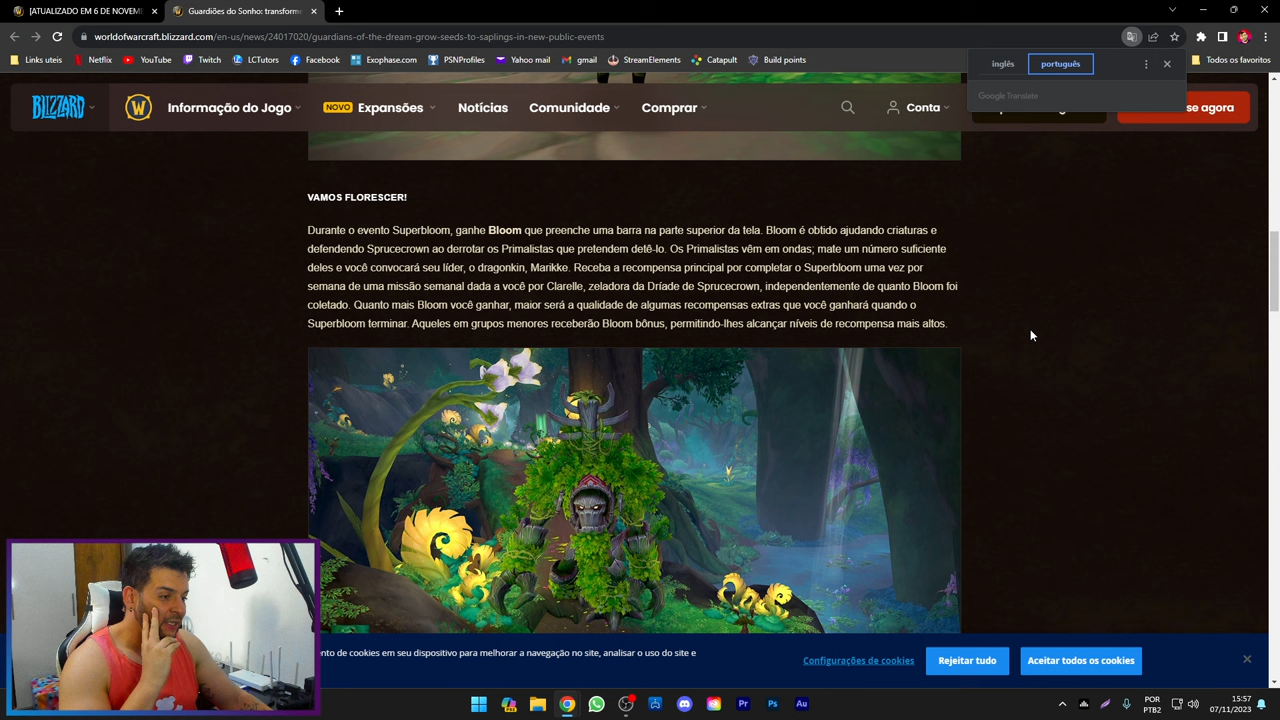 [ATUALIZADO EM 6 DE NOVEM
Guardiões do Sonho: transform
worldofwarcraft.blizzard.com/en-us/news/24017020/guardians-of-the-dream-grow-seeds-to-saplings-in-new-public-events
Links uteis
Netflix
YouTube
Twitch
LCTutors
Facebook
Exophase.com
PSNProfiles
Yahoo mail
gmail
StreamElements
Catapult
Build points
Todos os favoritos
inglês
português
Google Translate
BLIZZARD
W
Informação do Jogo
NOVO
Expansões
Notícias
Comunidade
Comprar
Conta
se agora
VAMOS FLORESCER!
Durante o evento Superbloom, ganhe Bloom que preenche uma barra na parte superior da tela. Bloom é obtido ajudando criaturas e
defendendo Sprucecrown ao derrotar os Primalistas que pretendem detê-lo. Os Primalistas vêm em ondas; mate um número suficiente
deles e você convocará seu líder, o dragonkin, Marikke. Receba a recompensa principal por completar o Superbloom uma vez por
semana de uma missão semanal dada a você por Clarelle, zeladora da Dríade de Sprucecrown, independentemente de quanto Bloom foi
coletado. Quanto mais Bloom você ganhar, maior será a qualidade de algumas recompensas extras que você ganhará quando o
Superbloom terminar. Aqueles em grupos menores receberão Bloom bônus, permitindo-lhes alcançar níveis de recompensa mais altos.
nto de cookies em seu dispositivo para melhorar a navegação no site, analisar o uso do site e
Configurações de cookies
Rejeitar tudo
Aceitar todos os cookies
Pr
Ps
Au
POR
PTB2
15:57
07/11/2023